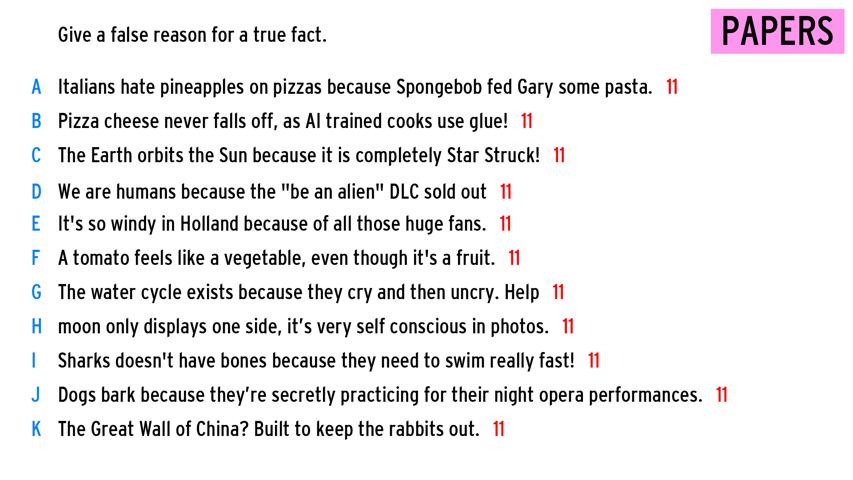 Give a false reason for a true fact.
PAPERS
A Italians hate pineapples on pizzas because Spongebob fed Gary some pasta. 11
B Pizza cheese never falls off, as AI trained cooks use glue! 11
C The Earth orbits the Sun because it is completely Star Struck! 11
D We are humans because the "be an alien" DLC sold out 11
E It's so windy in Holland because of all those huge fans. 11
F A tomato feels like a vegetable, even though it's a fruit. 11
G The water cycle exists because they cry and then uncry. Help 11
H moon only displays one side, it’s very self conscious in photos. 11
I Sharks doesn't have bones because they need to swim really fast! 11
J Dogs bark because they’re secretly practicing for their night opera performances. 11
K The Great Wall of China? Built to keep the rabbits out. 11